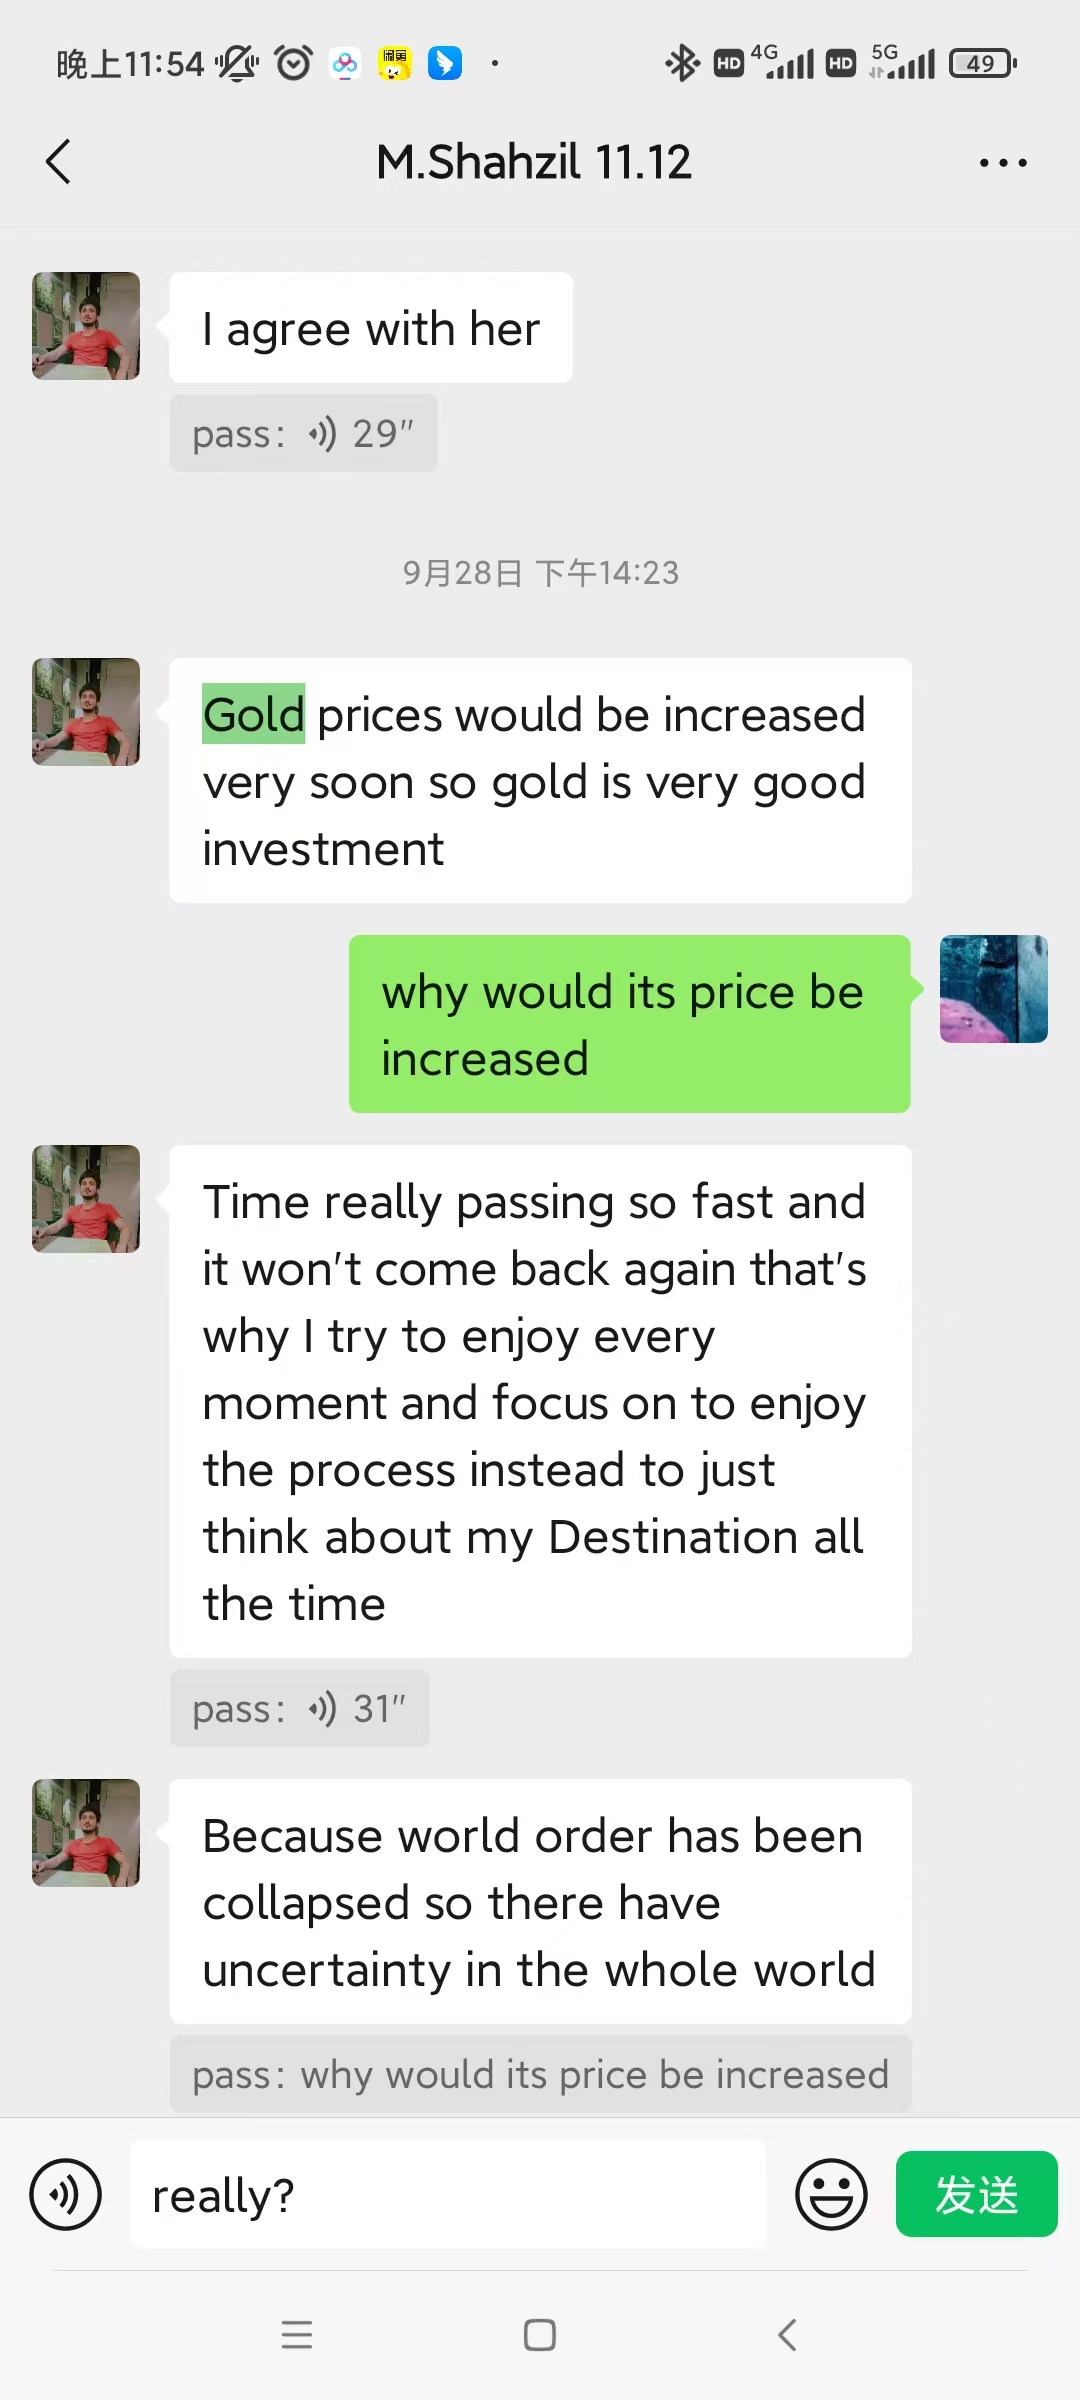 晚上11:54
4G
5G
HD
HD
49
M.Shahzil 11.12
I agree with her
pass: 29"
9月28日 下午14:23
Gold prices would be increased
very soon so gold is very good
investment
why would its price be
increased
Time really passing so fast and
it won't come back again that's
why I try to enjoy every
moment and focus on to enjoy
the process instead to just
think about my Destination all
the time
pass: 31"
Because world order has been
collapsed so there have
uncertainty in the whole world
pass: why would its price be increased
really?
发送